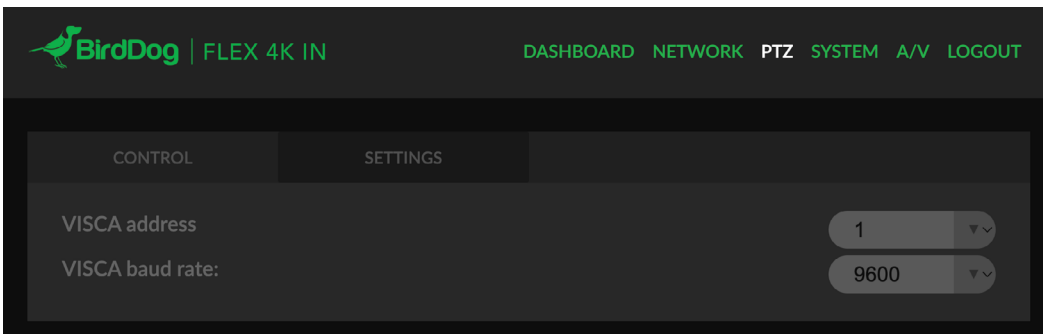 BirdDog | FLEX 4K IN DASHBOARD NETWORK PTZ SYSTEM A/V LOGOUT
CONTROL SETTINGS
VISCA address 1
VISCA baud rate: 9600